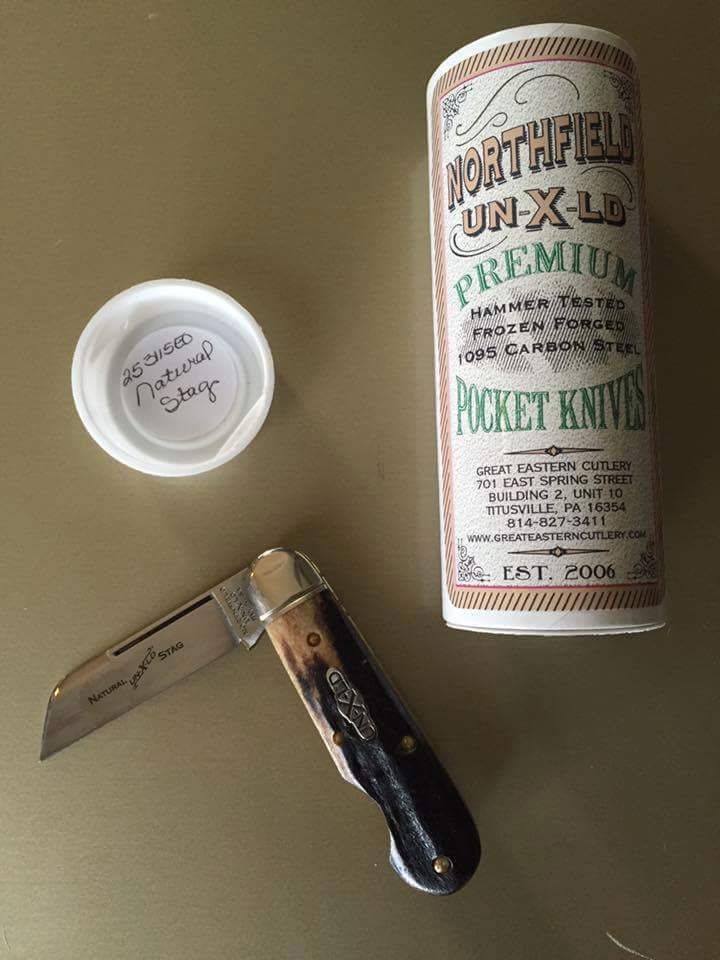 NORTHFIELD
UN-X-LD
PREMIUM
HAMMER TESTED
FROZEN FORGED
1095 CARBON STEEL
POCKET KNIVES
GREAT EASTERN CUTLERY
701 EAST SPRING STREET
BUILDING 2, UNIT 10
TITUSVILLE, PA 16354
814-827-3411
WWW.GREATEASTERNCUTLERY.COM
EST. 2006
Natural
Stag
NATURAL UN-X-LD STAG
UN-X-LD